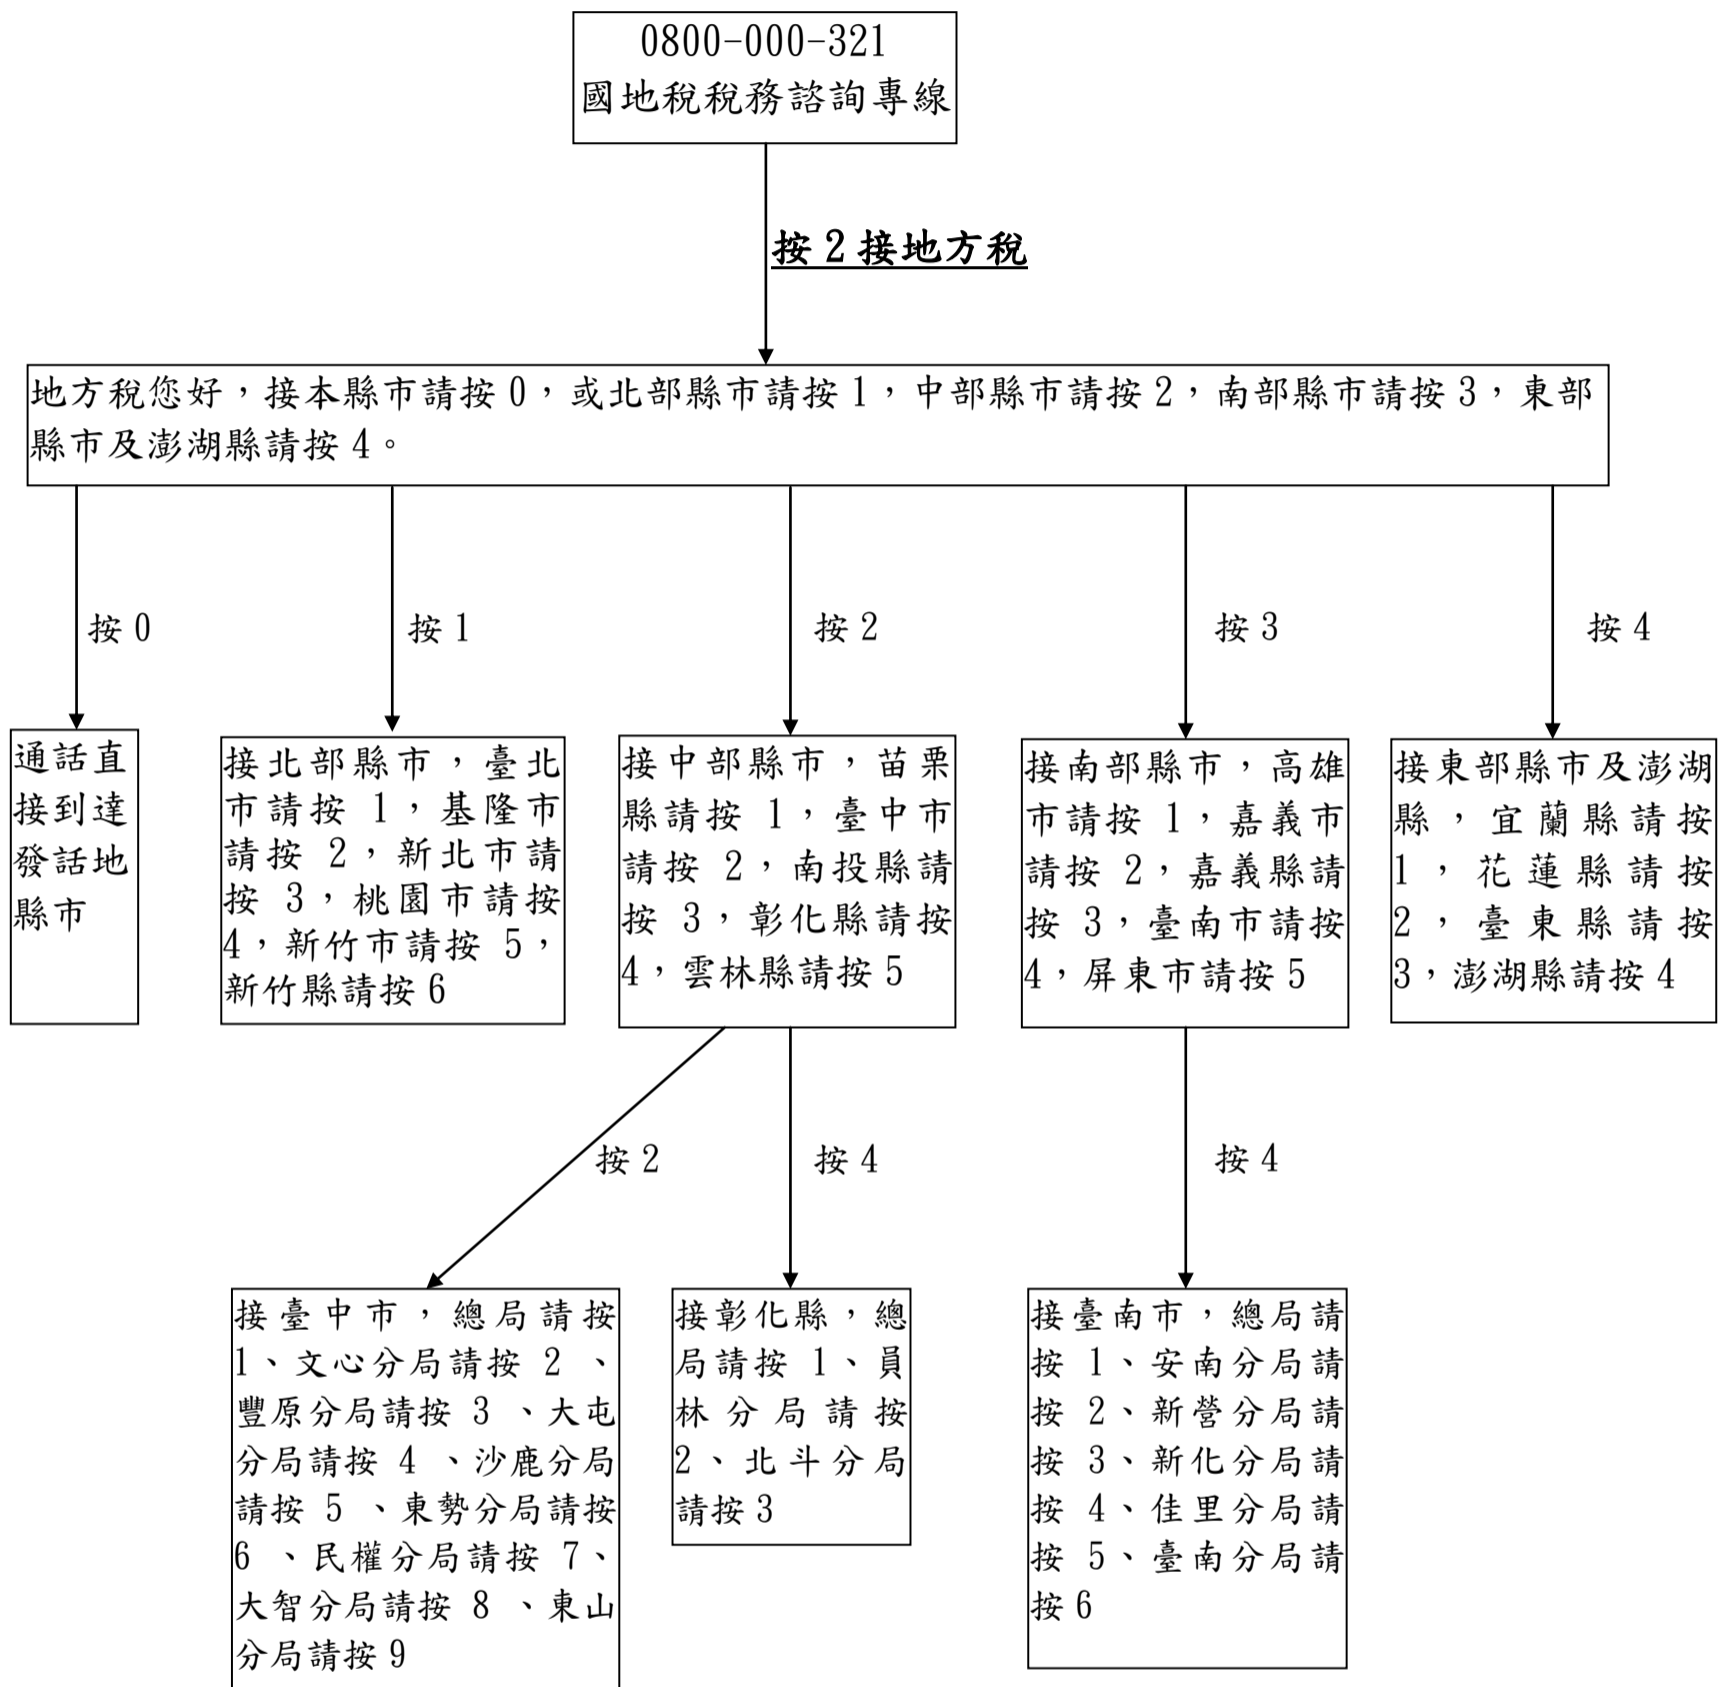 0800-000-321
國地稅稅務諮詢專線
按2接地方稅
地方稅您好，接本縣市請按0，或北部縣市請按1，中部縣市請按2，南部縣市請按3，東部
縣市及澎湖縣請按4。
按0
按1
按2
按3
按4
通話直
接到達
發話地
縣市
接北部縣市，臺北
市請按 1，基隆市
請按 2，新北市請
按 3，桃園市請按
4，新竹市請按 5，
新竹縣請按6
接中部縣市，苗栗
縣請按 1，臺中市
請按 2，南投縣請
按 3，彰化縣請按
4，雲林縣請按5
接南部縣市，高雄
市請按 1，嘉義市
請按 2，嘉義縣請
按 3，臺南市請按
4，屏東市請按5
接東部縣市及澎湖
縣，宜蘭縣請按
1，花蓮縣請按
2，臺東縣請按
3，澎湖縣請按4
按2
按4
按4
接臺中市，總局請按
1、文心分局請按 2 、
豐原分局請按 3 、大屯
分局請按 4 、沙鹿分局
請按 5 、東勢分局請按
6 、民權分局請按 7、
大智分局請按 8 、東山
分局請按9
接彰化縣，總
局請按 1、員
林分局請按
2、北斗分局
請按3
接臺南市，總局請
按 1、安南分局請
按 2、新營分局請
按 3、新化分局請
按 4、佳里分局請
按 5、臺南分局請
按6